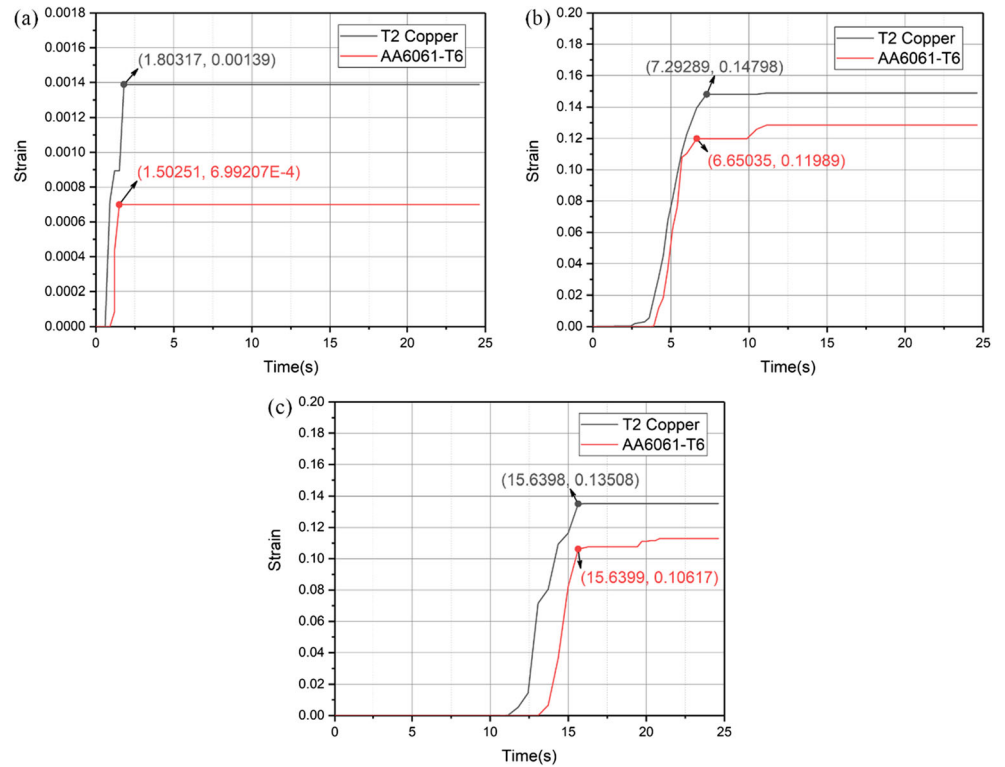 (a)
0.0018
0.0016
0.0014
0.0012
0.0010
0.0008
0.0006
0.0004
0.0002
0.0000
Strain
T2 Copper
AA6061-T6
(1.80317, 0.00139)
(1.50251, 6.99207E-4)
0 5 10 15 20 25
Time(s)
(b)
0.20
0.18
0.16
0.14
0.12
0.10
0.08
0.06
0.04
0.02
0.00
Strain
T2 Copper
AA6061-T6
(7.29289, 0.14798)
(6.65035, 0.11989)
0 5 10 15 20 25
Time(s)
(c)
0.20
0.18
0.16
0.14
0.12
0.10
0.08
0.06
0.04
0.02
0.00
Strain
T2 Copper
AA6061-T6
(15.6398, 0.13508)
(15.6399, 0.10617)
0 5 10 15 20 25
Time(s)